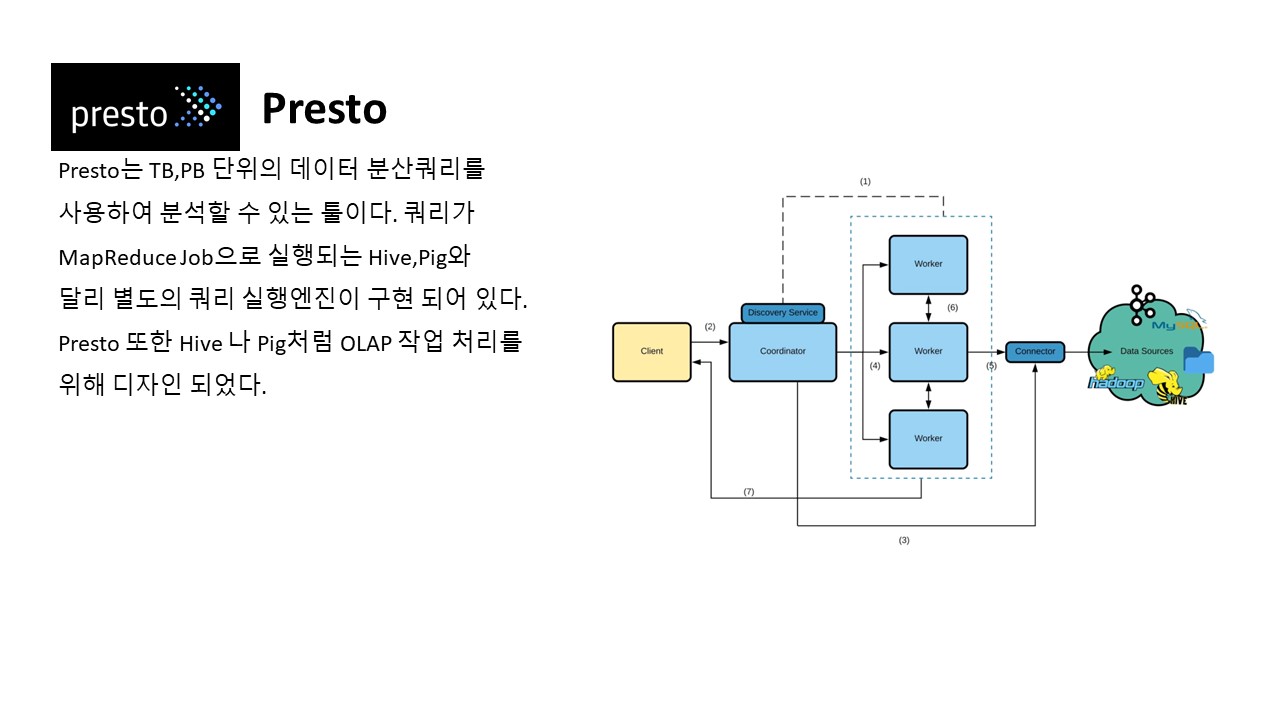 presto
Presto
Presto는 TB,PB 단위의 데이터 분산쿼리를
사용하여 분석할 수 있는 툴이다. 쿼리가
MapReduce Job으로 실행되는 Hive,Pig와
달리 별도의 쿼리 실행엔진이 구현 되어 있다.
Presto 또한 Hive 나 Pig처럼 OLAP 작업 처리를
위해 디자인 되었다.
(1)
Worker
(6)
Discovery Service
(2)
Client
Coordinator
(4)
Worker
(5)
Connector
My
Data Sources
hadoop
HIVE
Worker
(7)
(3)